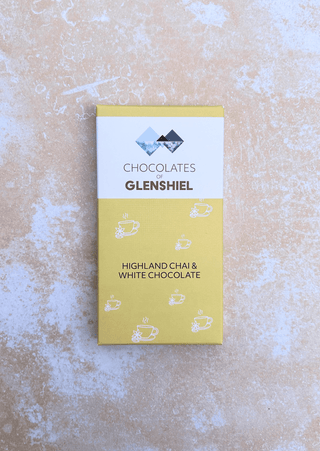 CHOCOLATES
OF
GLENSHIEL
HIGHLAND CHAI &
WHITE CHOCOLATE